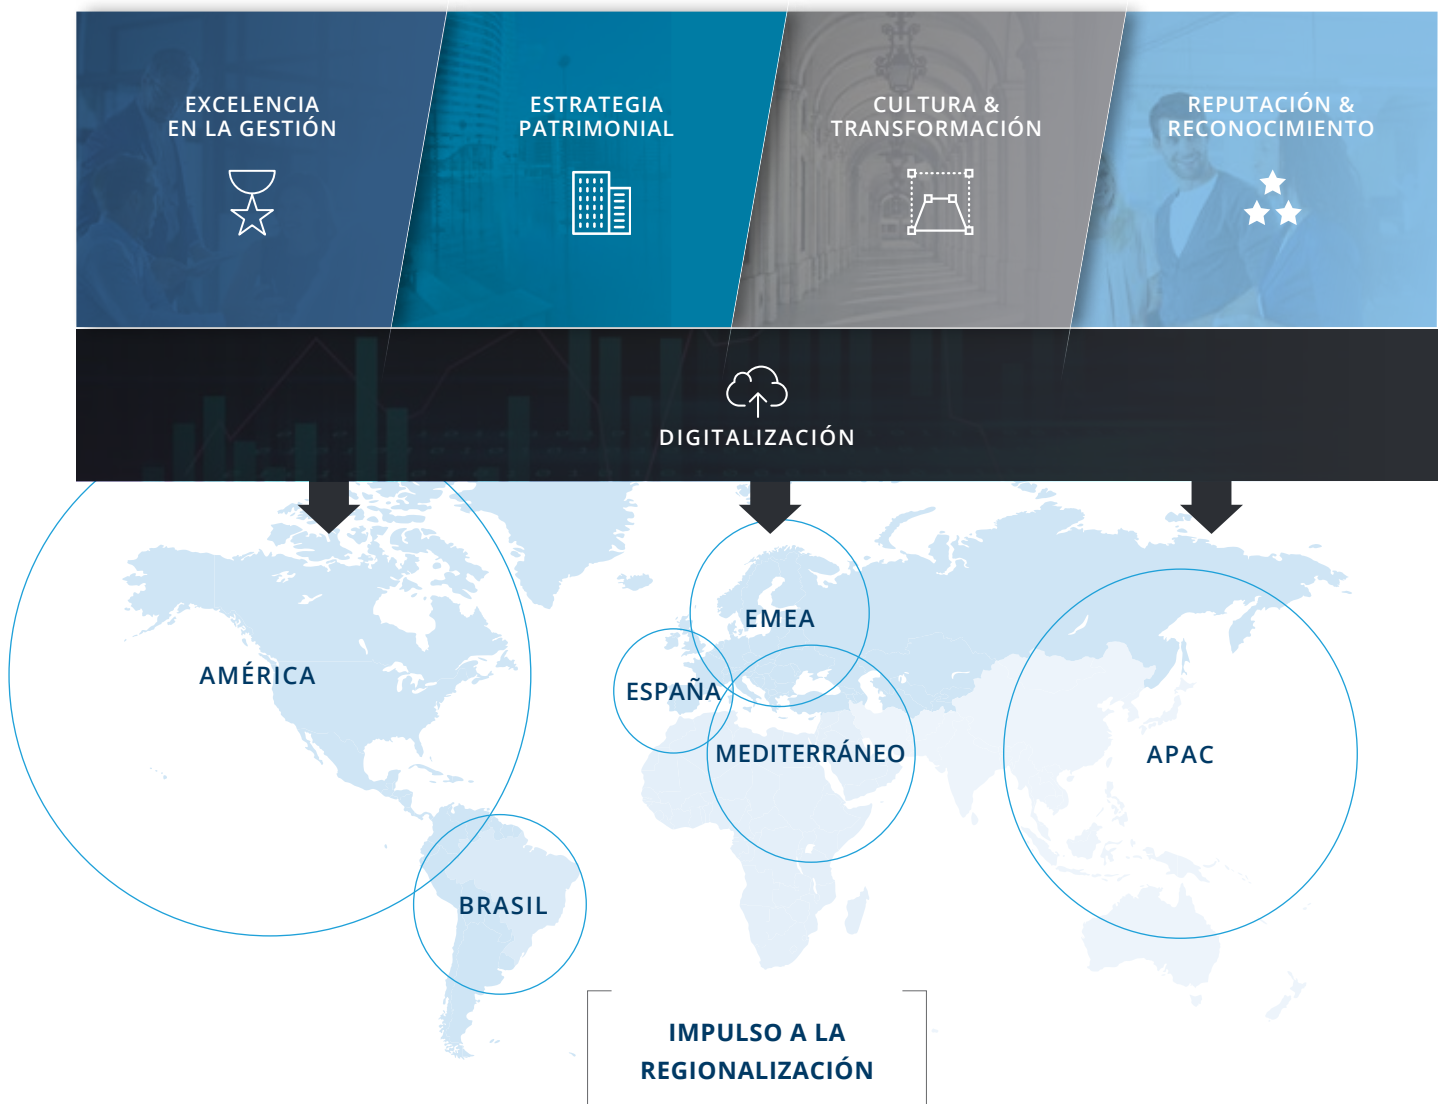 EXCELENCIA
EN LA GESTIÓN
ESTRATEGIA
PATRIMONIAL
CULTURA &
TRANSFORMACIÓN
REPUTACIÓN &
RECONOCIMIENTO
DIGITALIZACIÓN
AMÉRICA
EMEA
ESPAÑA
MEDITERRÁNEO
APAC
BRASIL
IMPULSO A LA
REGIONALIZACIÓN